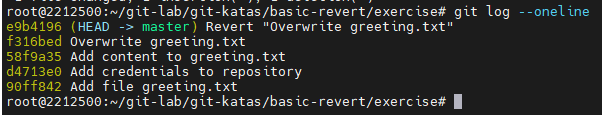 root@2212500:~/git-lab/git-katas/basic-revert/exercise# git log --oneline
e9b4196 (HEAD -> master) Revert "Overwrite greeting.txt"
f316bed Overwrite greeting.txt
58f9a35 Add content to greeting.txt
d4713e0 Add credentials to repository
90ff842 Add file greeting.txt
root@2212500:~/git-lab/git-katas/basic-revert/exercise#